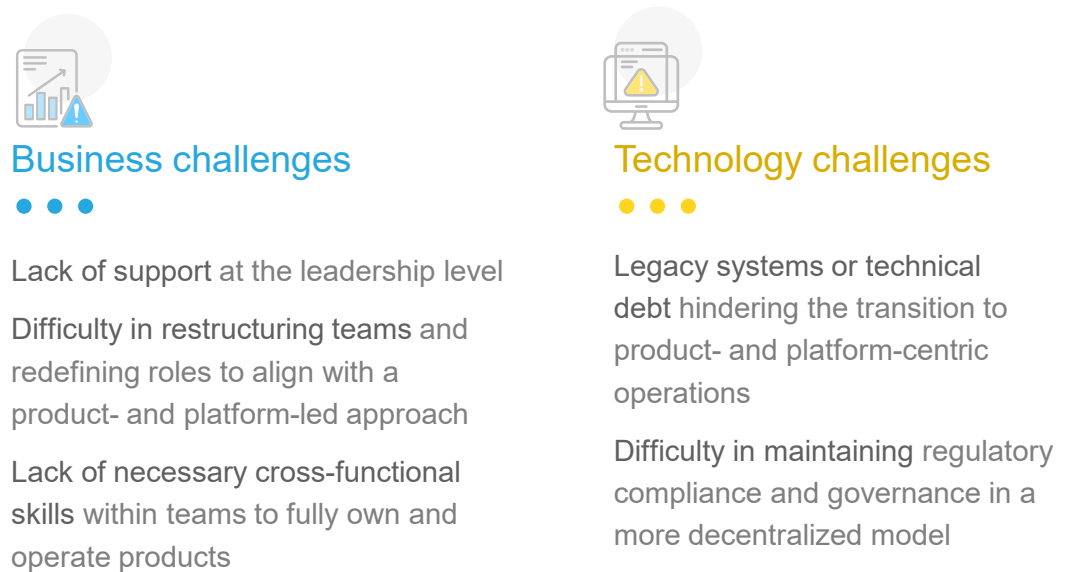 Business challenges
Lack of support at the leadership level
Difficulty in restructuring teams and
redefining roles to align with a
product- and platform-led approach
Lack of necessary cross-functional
skills within teams to fully own and
operate products
Technology challenges
Legacy systems or technical
debt hindering the transition to
product- and platform-centric
operations
Difficulty in maintaining regulatory
compliance and governance in a
more decentralized model